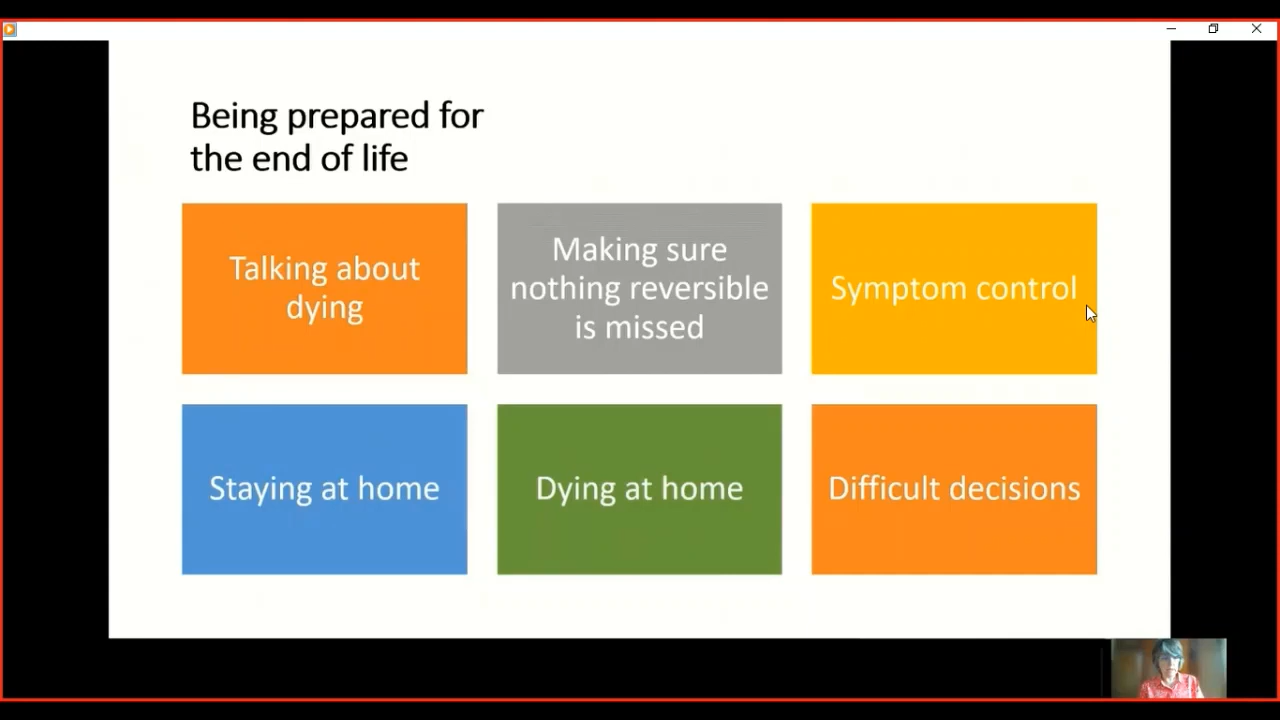 Being prepared for
the end of life
Talking about
dying
Making sure
nothing reversible
is missed
Symptom control
Staying at home
Dying at home
Difficult decisions